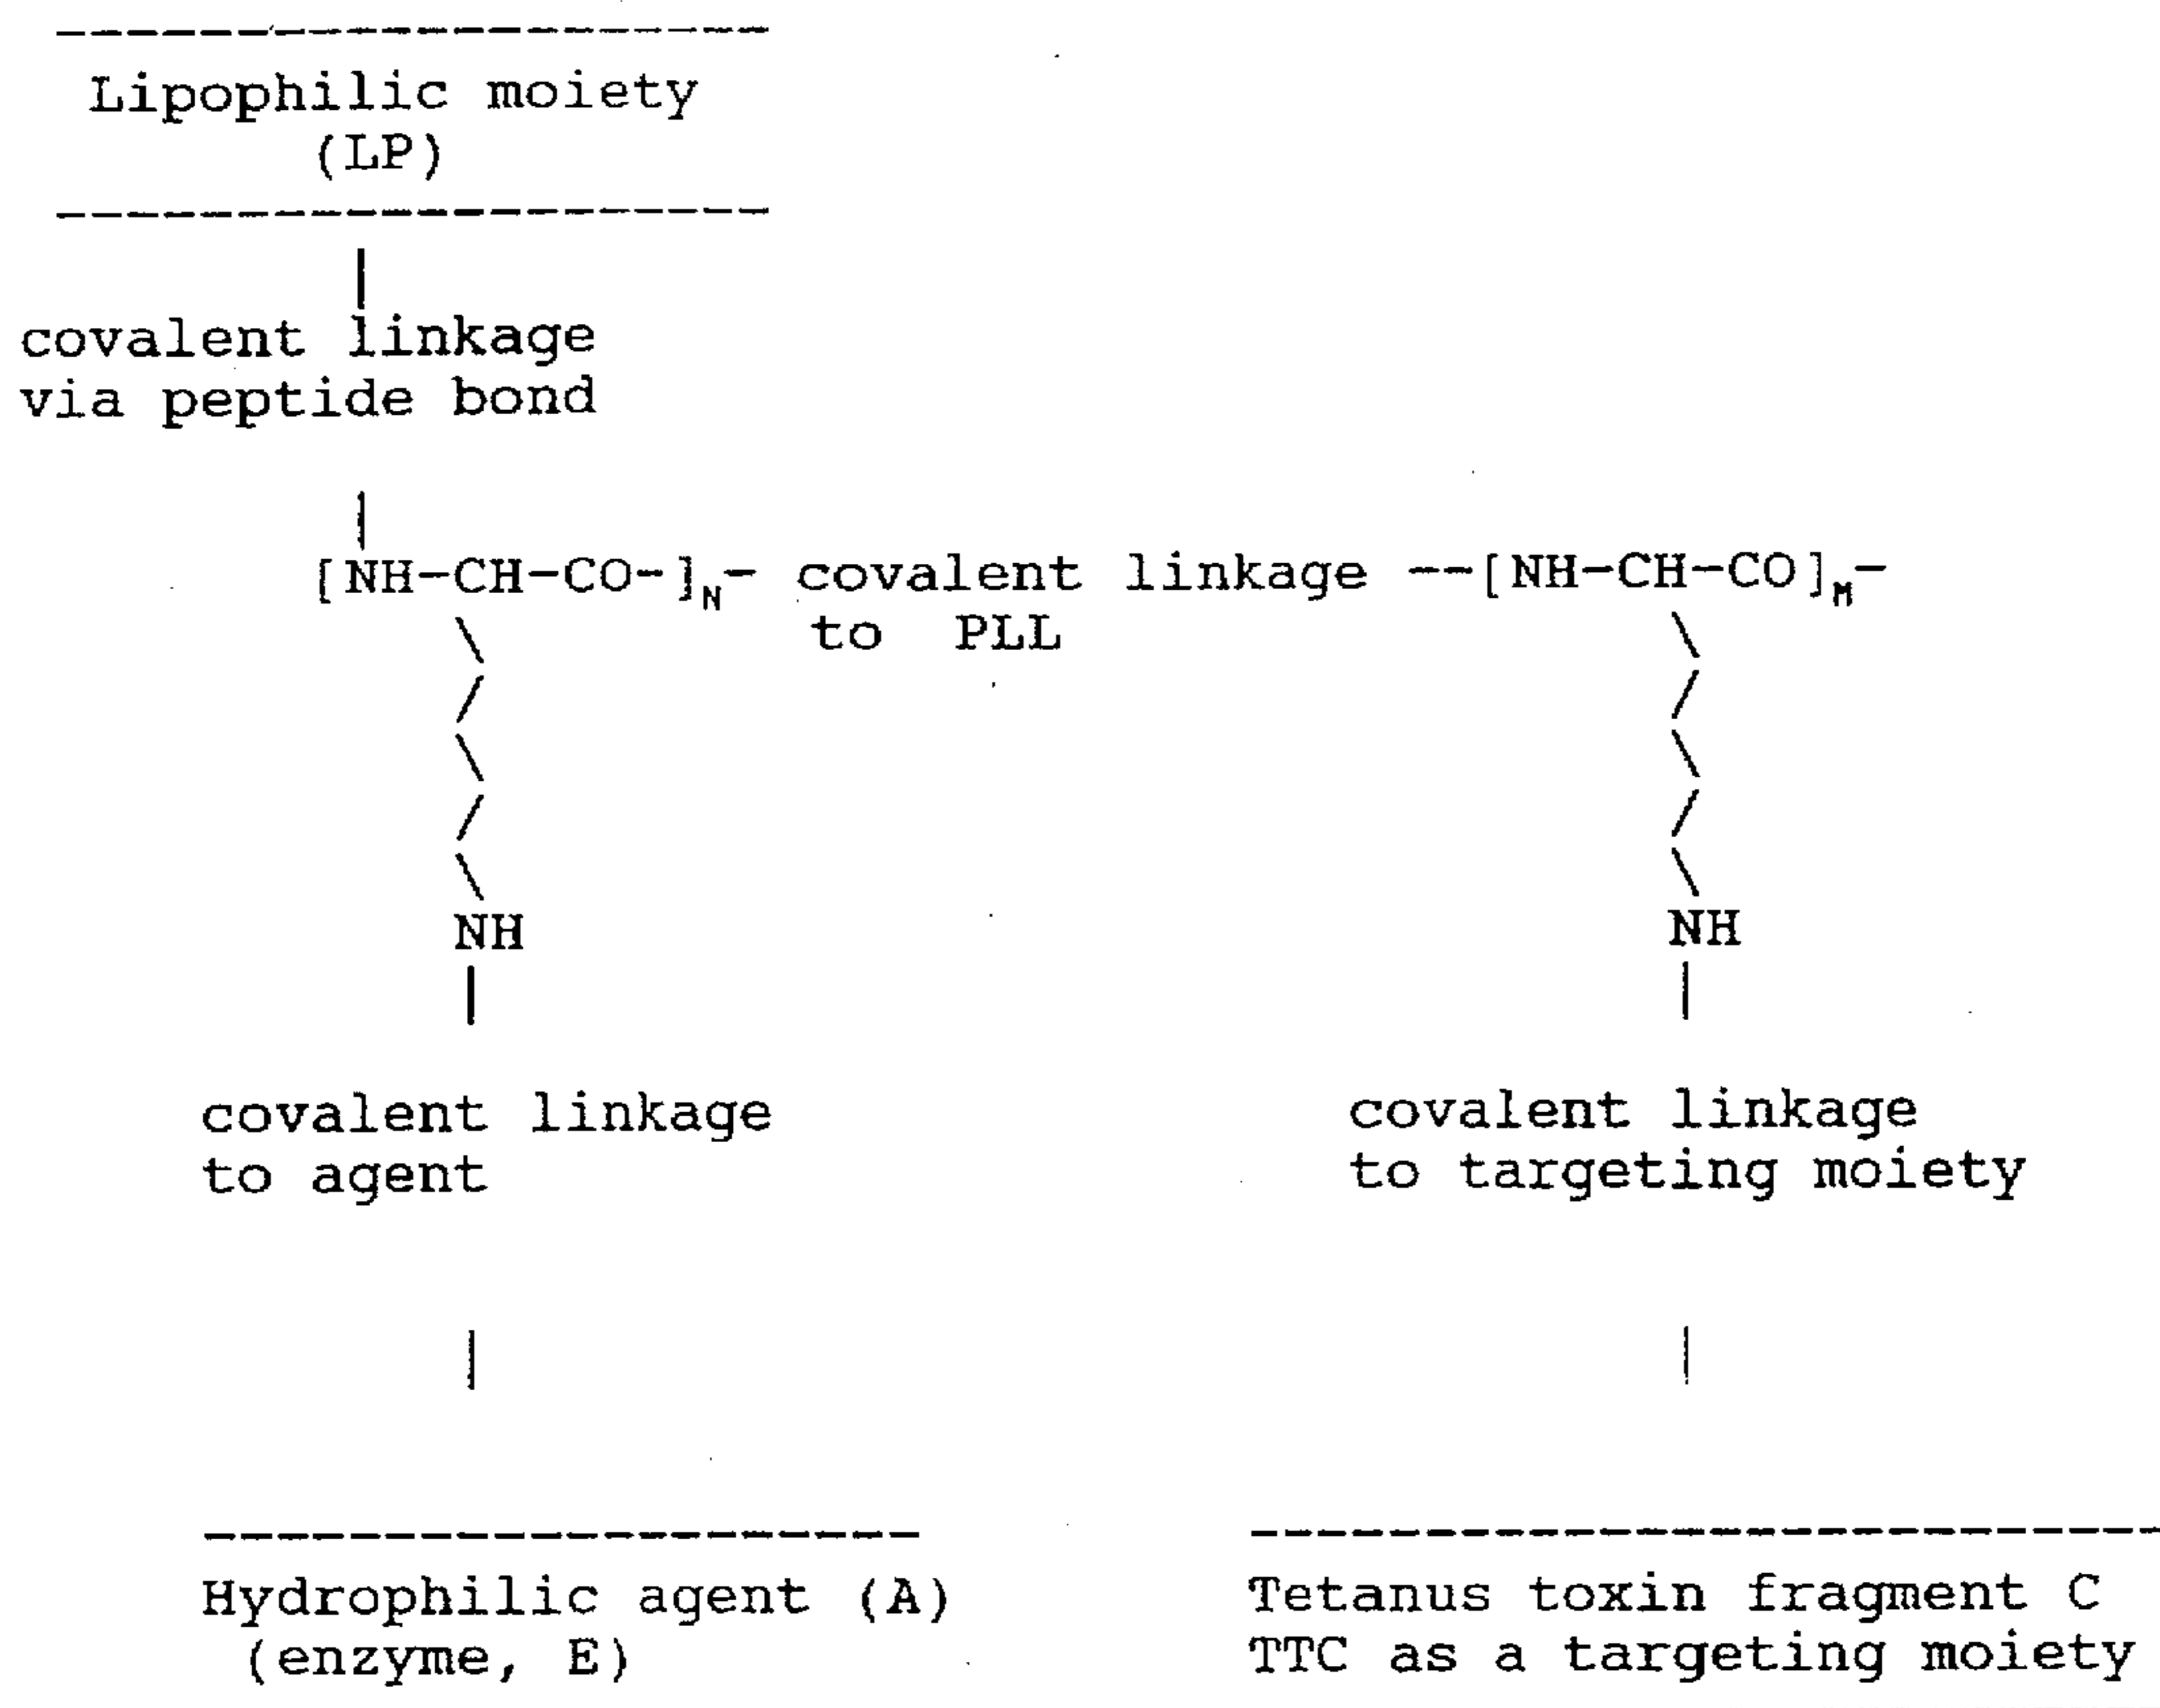 Lipophilic moiety
(LP)
covalent linkage
via peptide bond
[NH-CH-CO-]N- covalent linkage --[NH-CH-CO]M-
to PLL
NH NH
covalent linkage covalent linkage
to agent to targeting moiety
Hydrophilic agent (A) Tetanus toxin fragment C
(enzyme, E) TTC as a targeting moiety